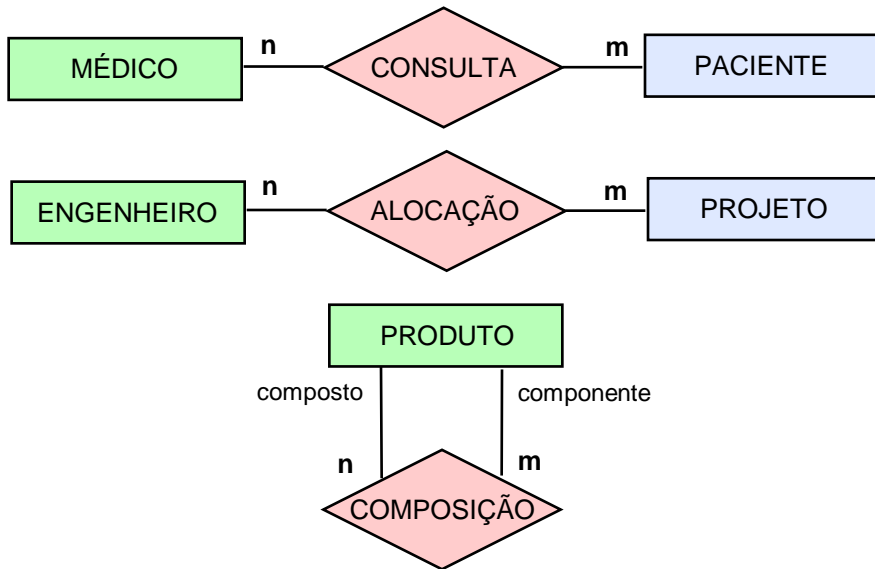 n m
MÉDICO CONSULTA PACIENTE
n m
ENGENHEIRO ALOCAÇÃO PROJETO
PRODUTO
composto componente
n m
COMPOSIÇÃO